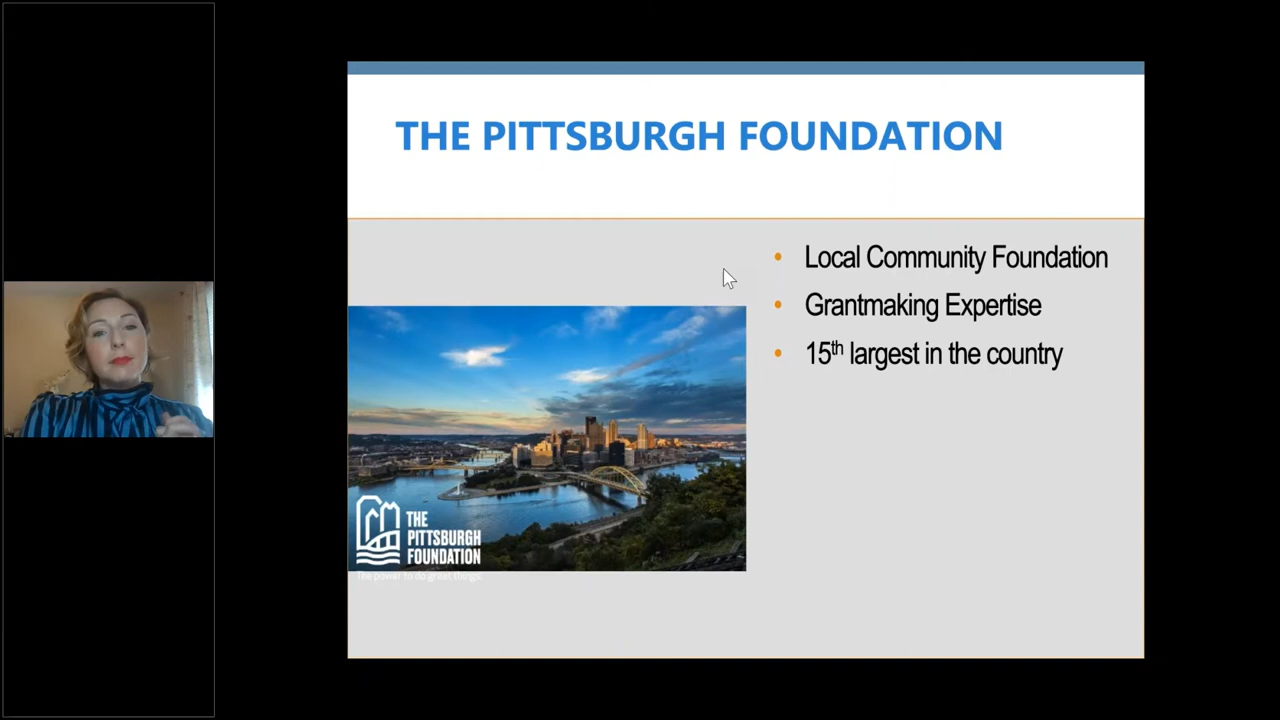 THE PITTSBURGH FOUNDATION
Local Community Foundation
Grantmaking Expertise
15th largest in the country
THE
PITTSBURGH
FOUNDATION
The power to do great things.